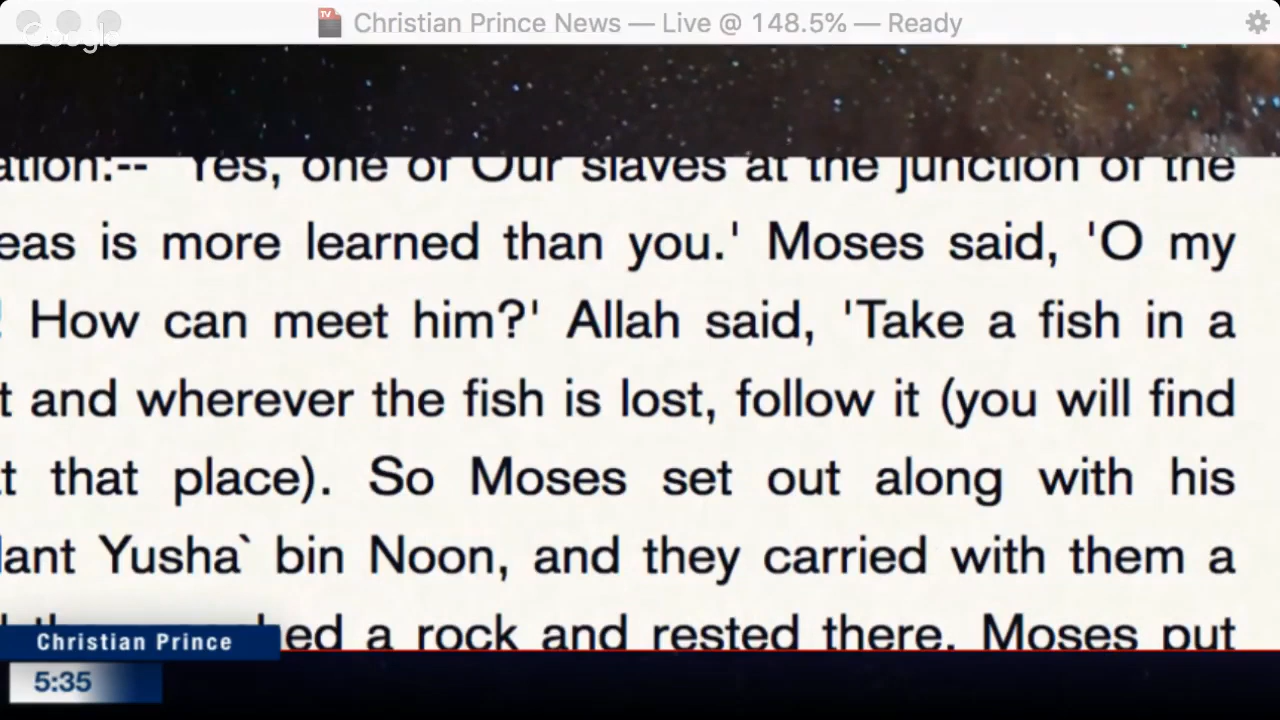 Christian Prince News — Live @ 148.5% — Ready
Google
ation:-- 'Yes, one of Our slaves at the junction of the
eas is more learned than you.' Moses said, 'O my
! How can meet him?' Allah said, 'Take a fish in a
t and wherever the fish is lost, follow it (you will find
t that place). So Moses set out along with his
lant Yusha` bin Noon, and they carried with them a
ed a rock and rested there. Moses put
Christian Prince
5:35